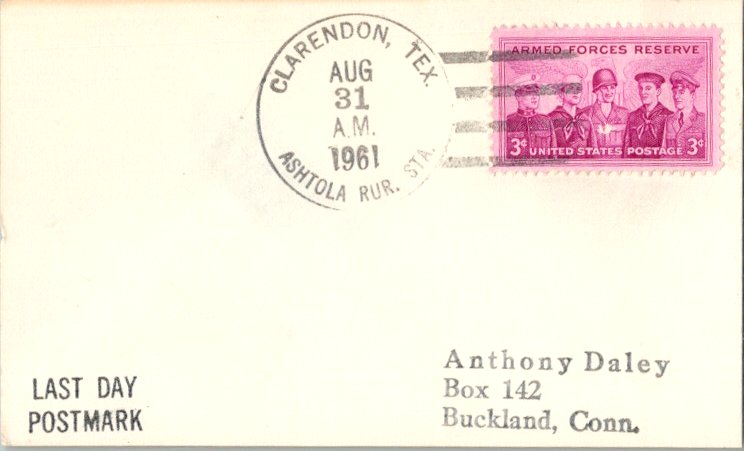 CLARENDON, TEX.
AUG
31
A.M.
1961
ASHTOLA RUR. STA.
ARMED FORCES RESERVE
3¢ UNITED STATES POSTAGE 3¢
LAST DAY
POSTMARK
Anthony Daley
Box 142
Buckland, Conn.